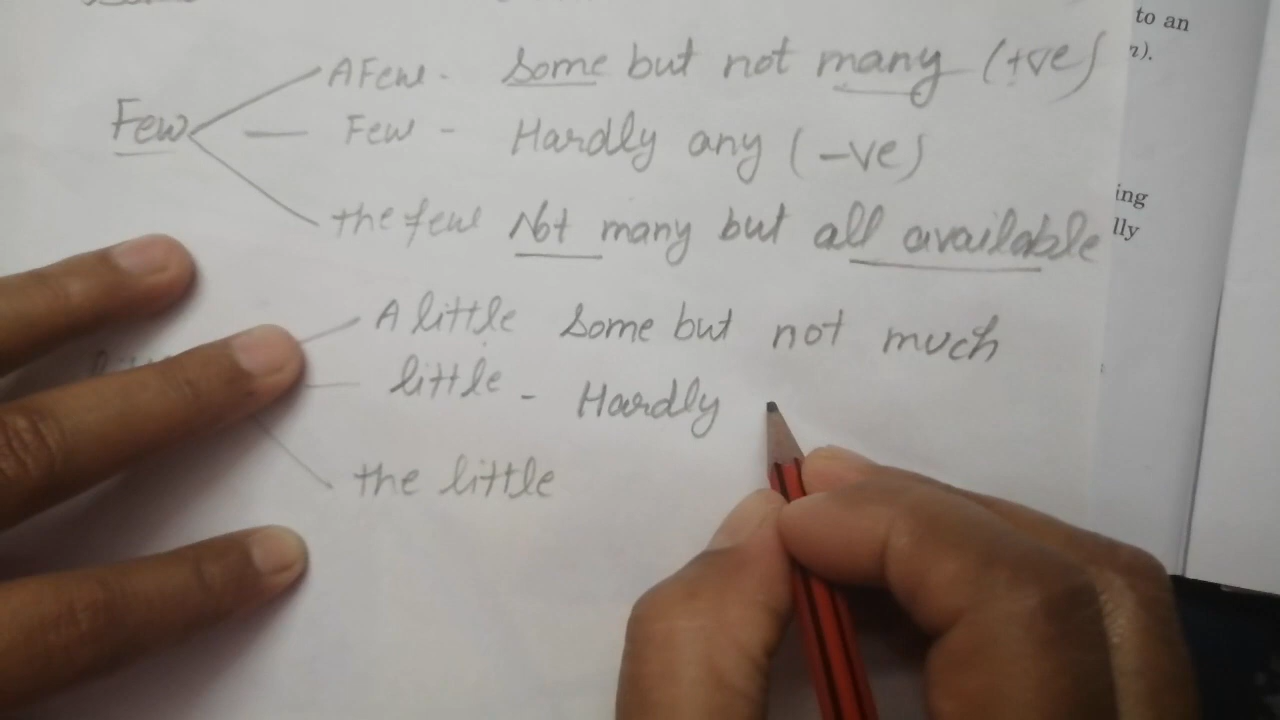 A Few - Some but not many (+ve)
Few - Few - Hardly any (-ve)
the few Not many but all available
A little Some but not much
little - Hardly
the little
to an
n).
ing
lly